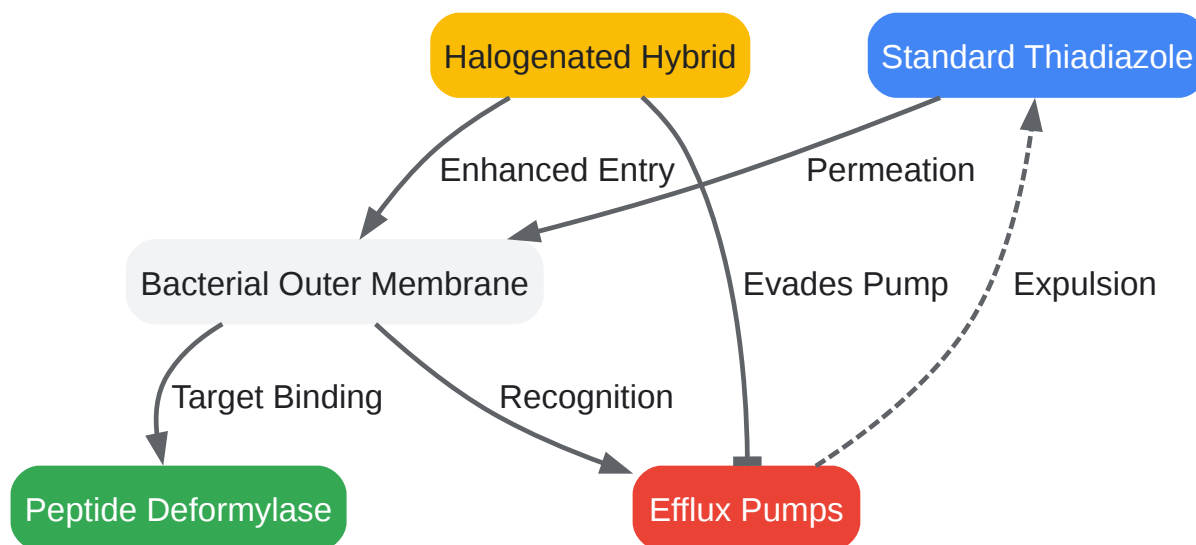 Halogenated Hybrid
Standard Thiadiazole
Enhanced Entry
Permeation
Bacterial Outer Membrane
Evades Pump
Expulsion
Target Binding
Recognition
Peptide Deformylase
Efflux Pumps